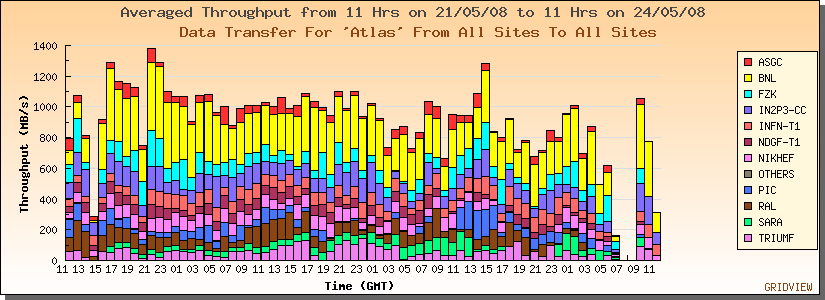 Averaged Throughput from 11 Hrs on 21/05/08 to 11 Hrs on 24/05/08
Data Transfer For 'Atlas' From All Sites To All Sites
Throughput (MB/s)
1400
1200
1000
800
600
400
200
0
11 13 15 17 19 21 23 01 03 05 07 09 11 13 15 17 19 21 23 01 03 05 07 09 11 13 15 17 19 21 23 01 03 05 07 09 11
Time (GMT)
ASGC
BNL
FZK
IN2P3-CC
INFN-T1
NDGF-T1
NIKHEF
OTHERS
PIC
RAL
SARA
TRIUMF
GRIDVIEW